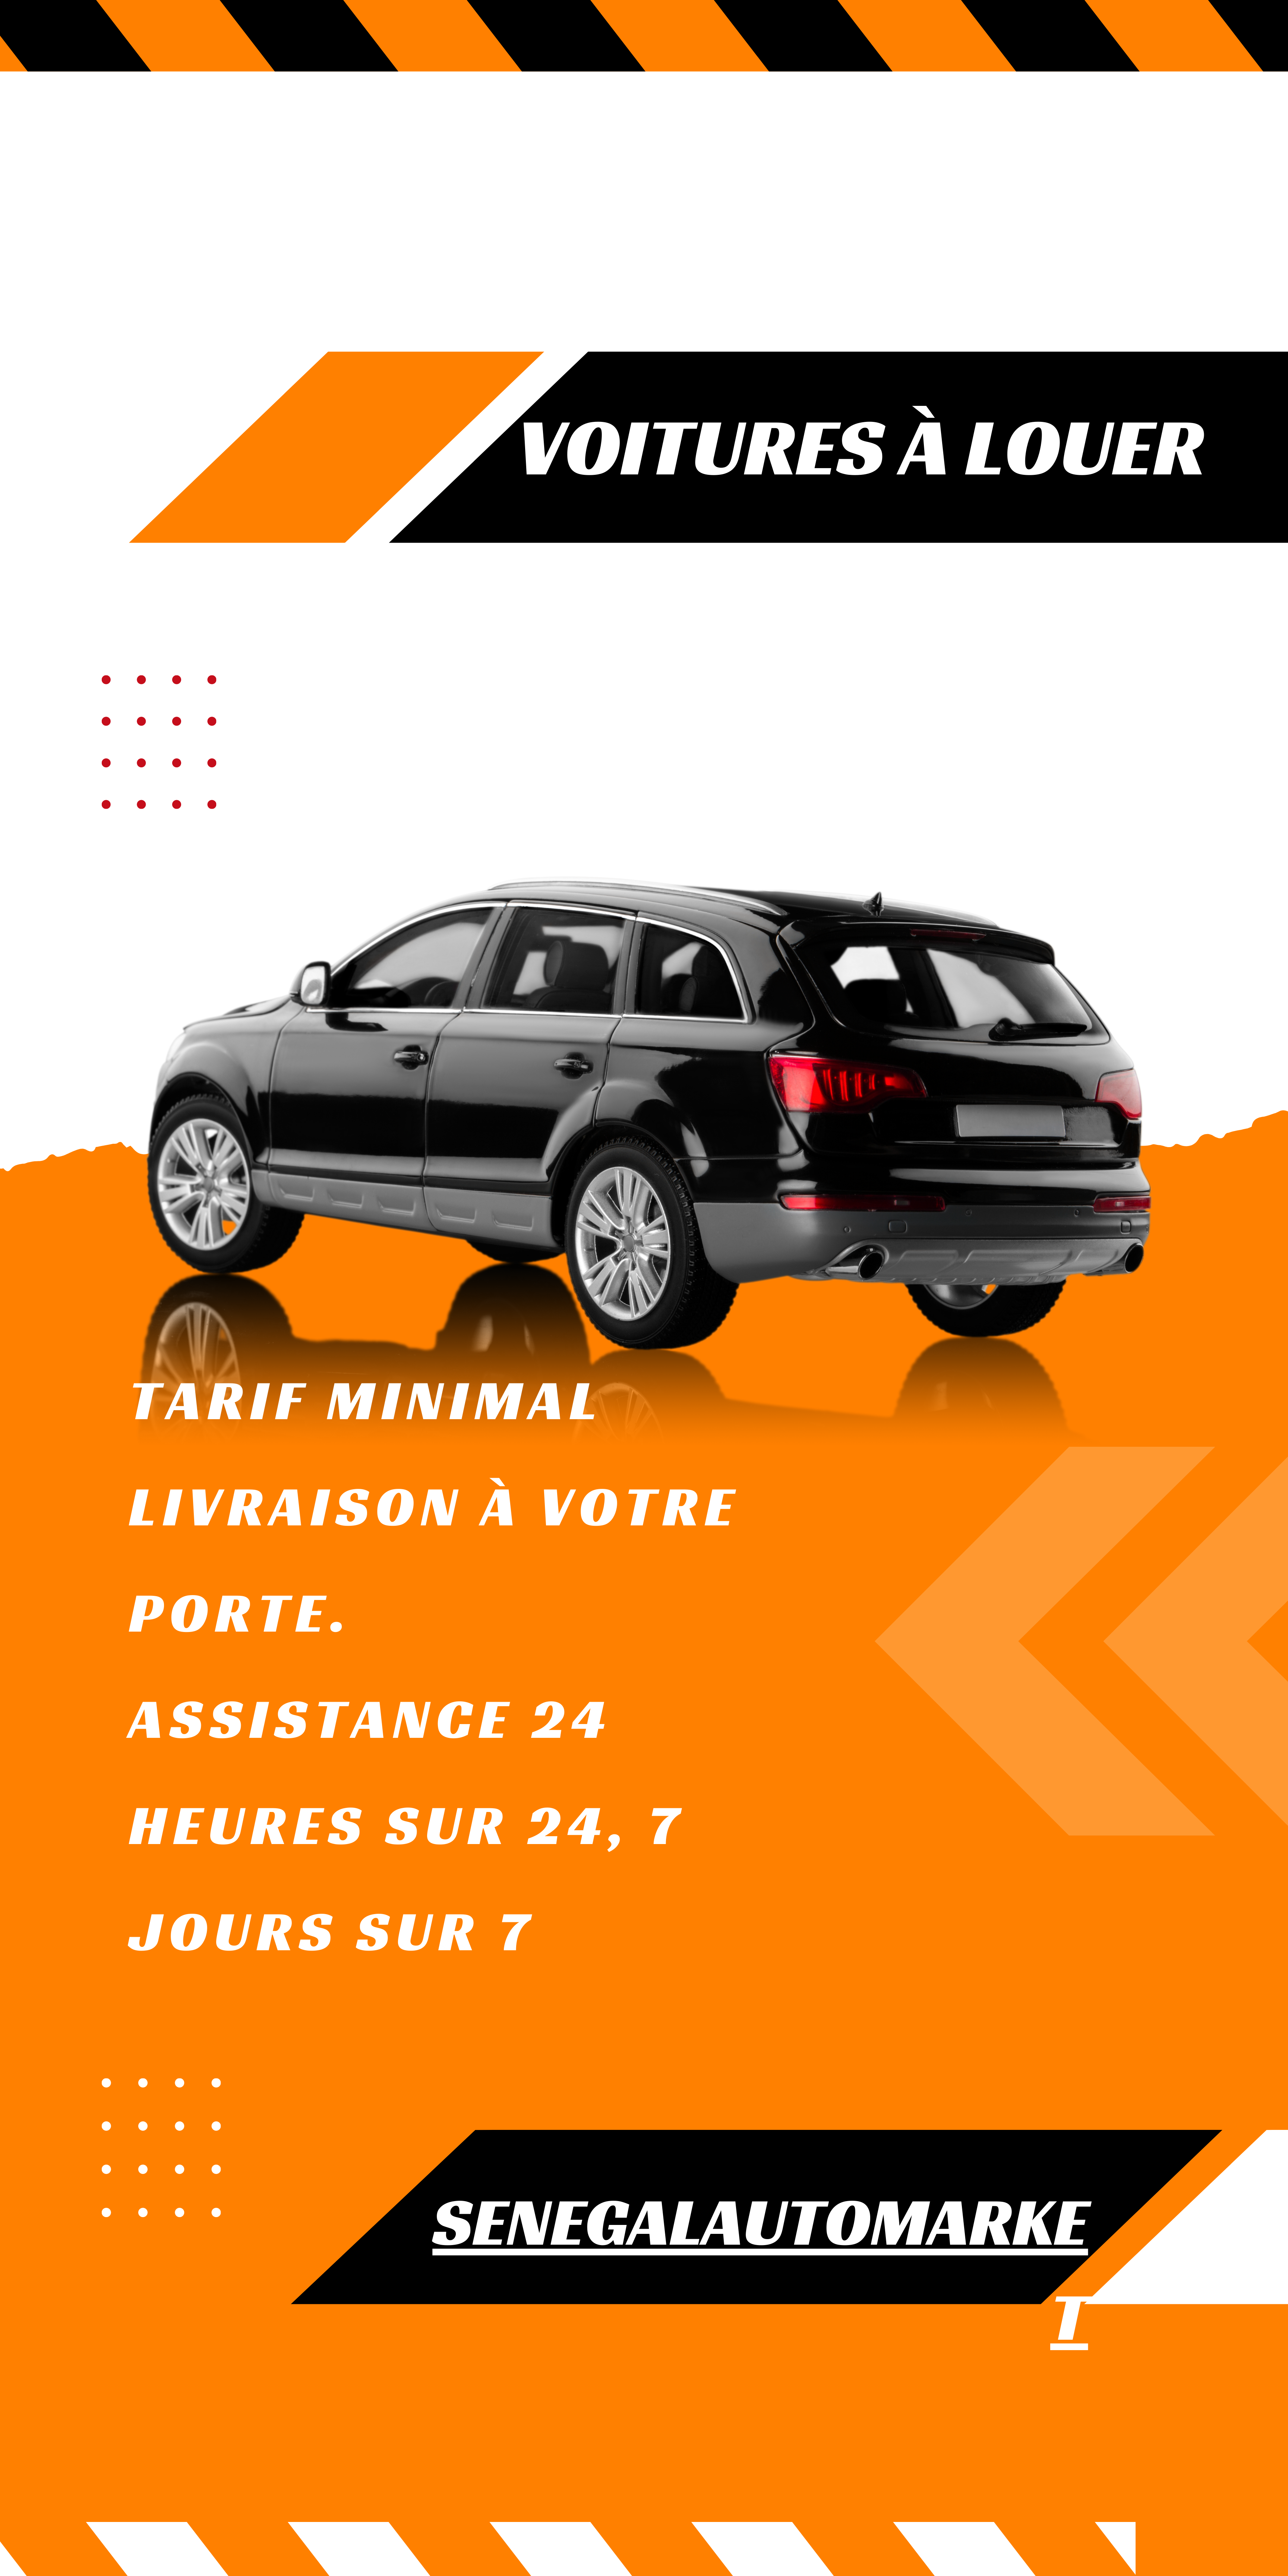 VOITURES À LOUER
TARIF MINIMAL
LIVRAISON À VOTRE
PORTE.
ASSISTANCE 24
HEURES SUR 24, 7
JOURS SUR 7
SENEGALAUTOMARKE
T